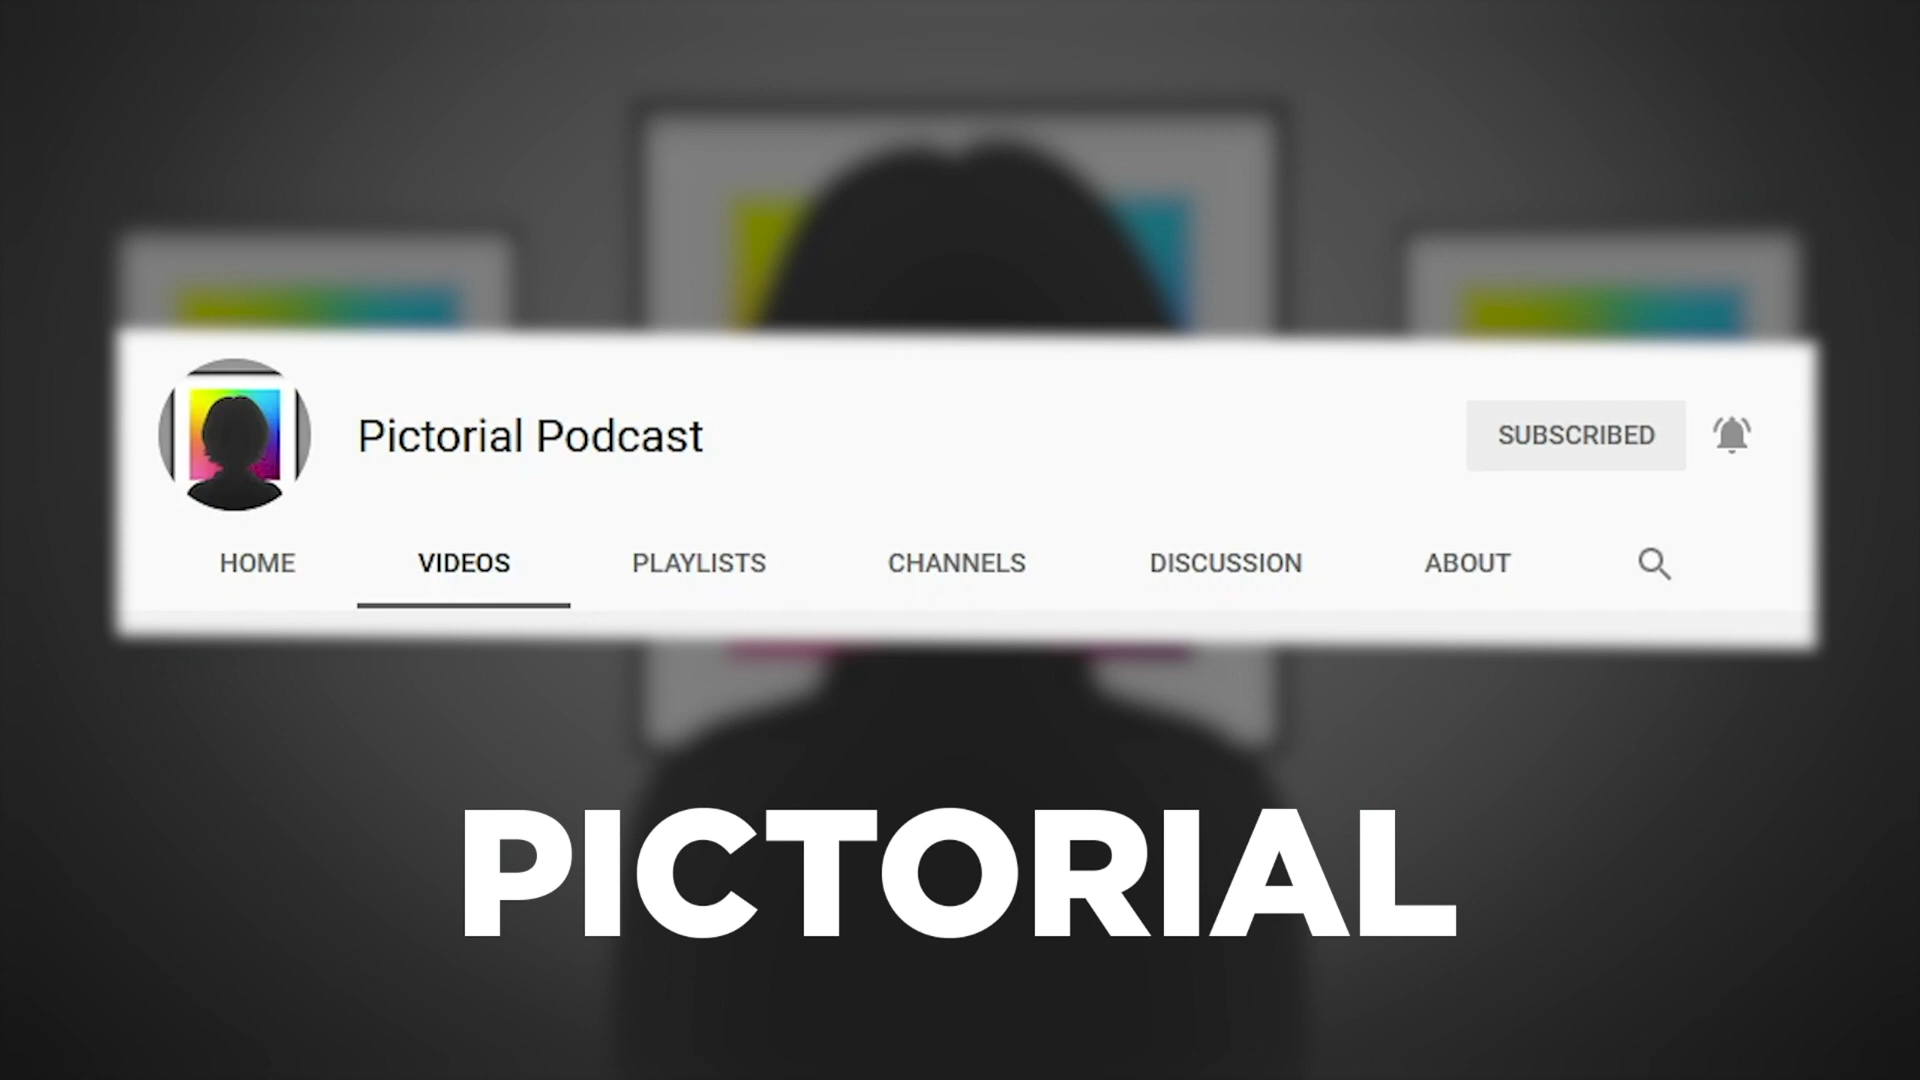 Pictorial Podcast
SUBSCRIBED
HOME VIDEOS PLAYLISTS CHANNELS DISCUSSION ABOUT
PICTORIAL